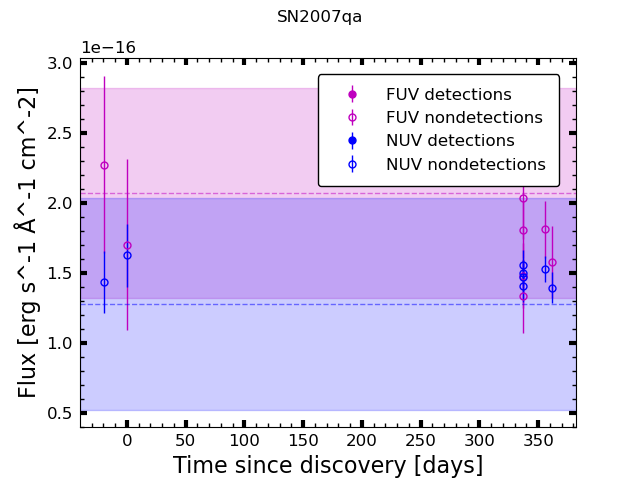 SN2007qa
1e−16
3.0
2.5
2.0
1.5
1.0
0.5
Flux [erg s^-1 Å^-1 cm^-2]
FUV detections
FUV nondetections
NUV detections
NUV nondetections
0 50 100 150 200 250 300 350
Time since discovery [days]